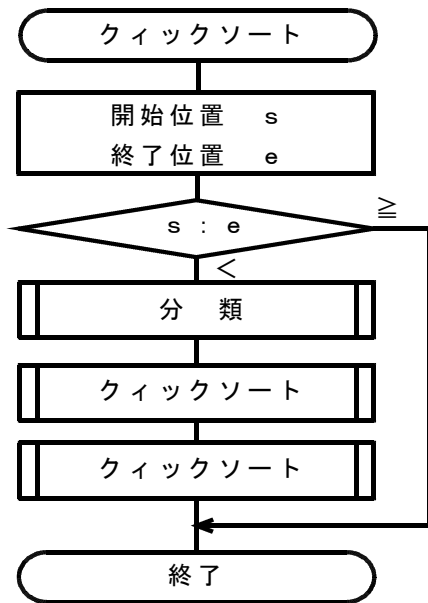 クィックソート
開始位置　ｓ
終了位置　ｅ
ｓ：ｅ
≧
＜
分　類
クィックソート
クィックソート
終了